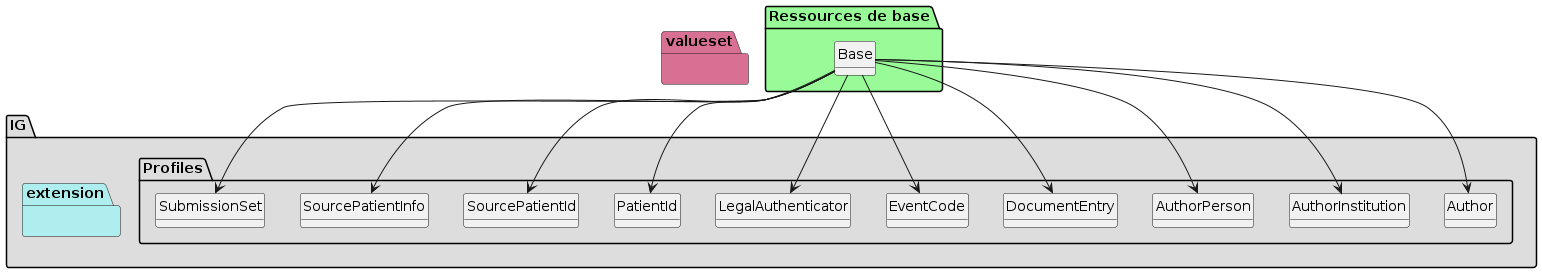 Ressources de base
valueset
Base
IG
Profiles
extension
SubmissionSet
SourcePatientInfo
SourcePatientId
PatientId
LegalAuthenticator
EventCode
DocumentEntry
AuthorPerson
AuthorInstitution
Author